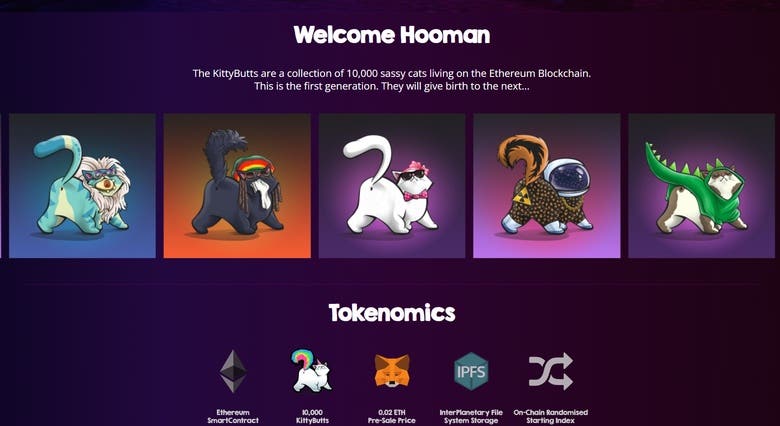 Welcome Hooman
The KittyButts are a collection of 10,000 sassy cats living on the Ethereum Blockchain.
This is the first generation. They will give birth to the next...
Tokenomics
Ethereum
SmartContract
10,000
KittyButts
0.02 ETH
Pre-Sale Price
IPFS
InterPlanetary File
System Storage
On-Chain Randomised
Starting Index